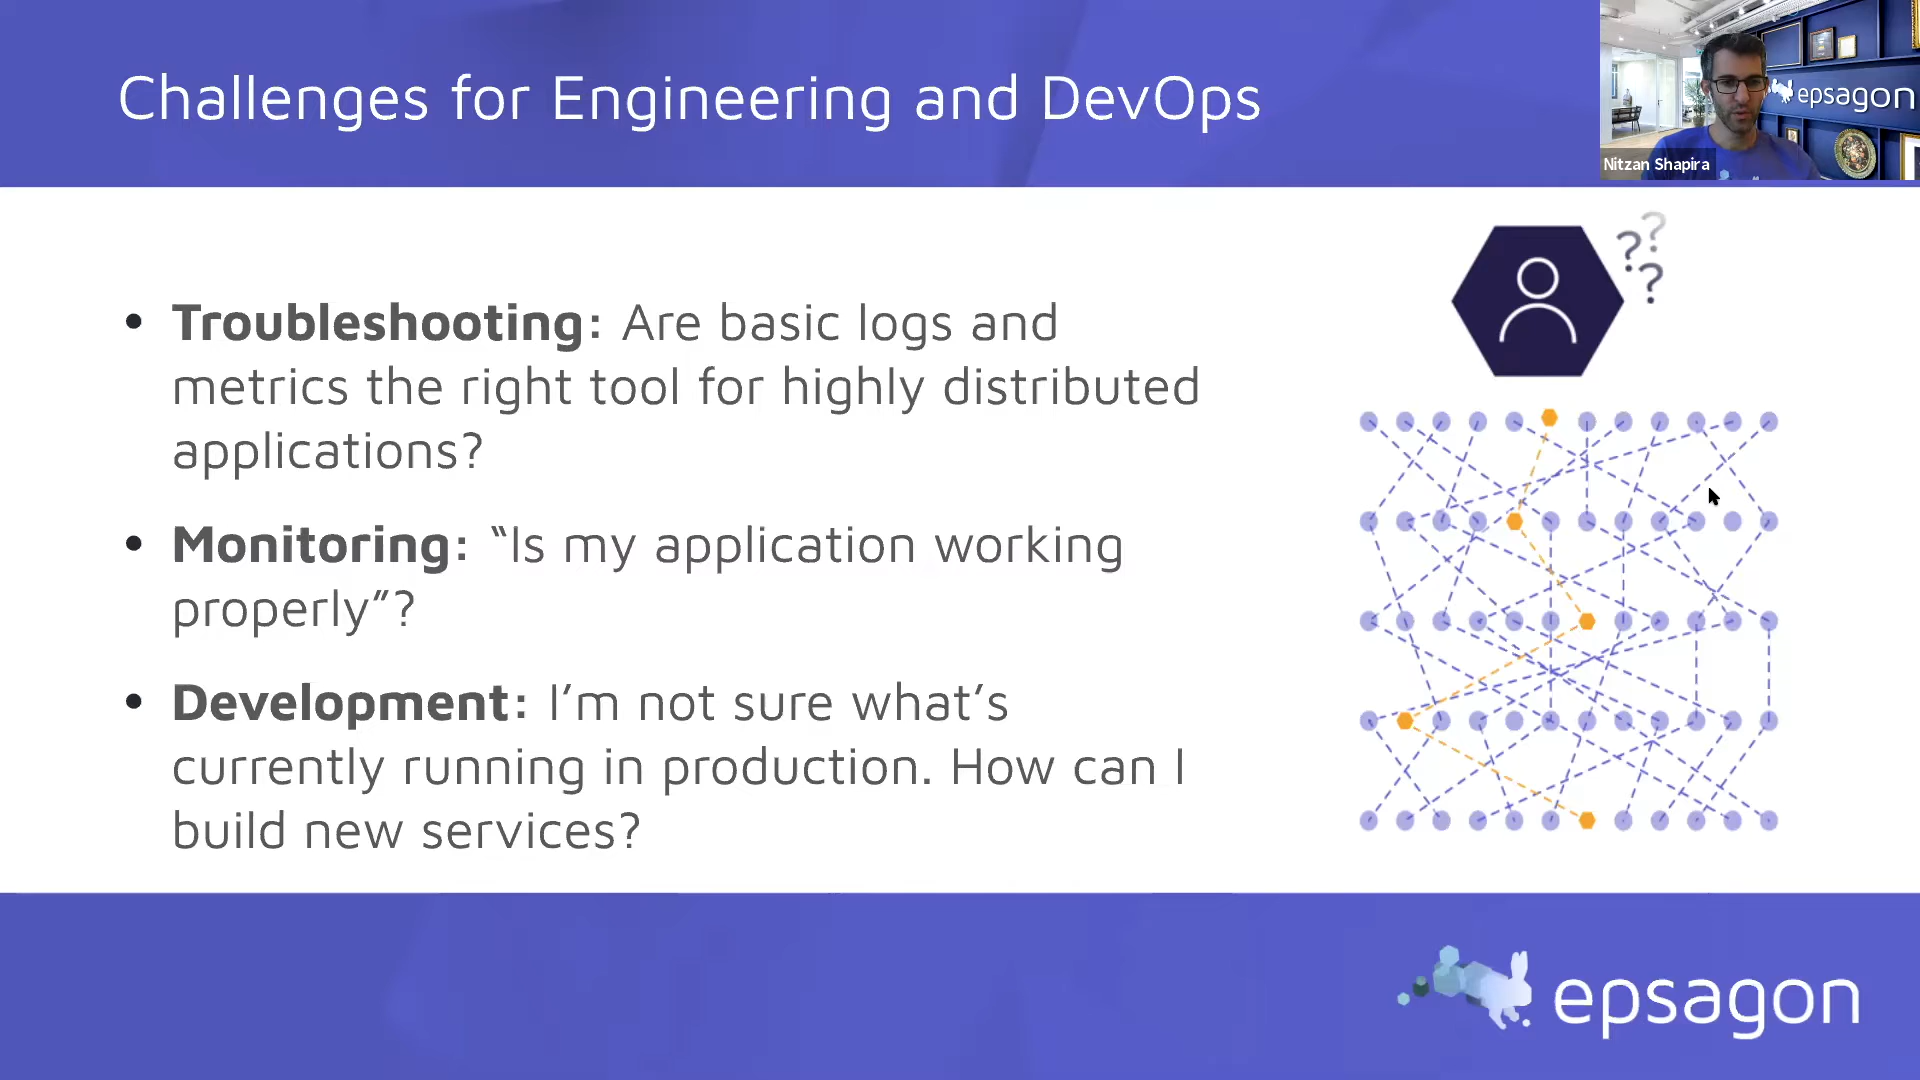 Challenges for Engineering and DevOps
epsagon
Nitzan Shapira
???
• Troubleshooting: Are basic logs and
metrics the right tool for highly distributed
applications?
• Monitoring: “Is my application working
properly”?
• Development: I’m not sure what’s
currently running in production. How can I
build new services?
epsagon